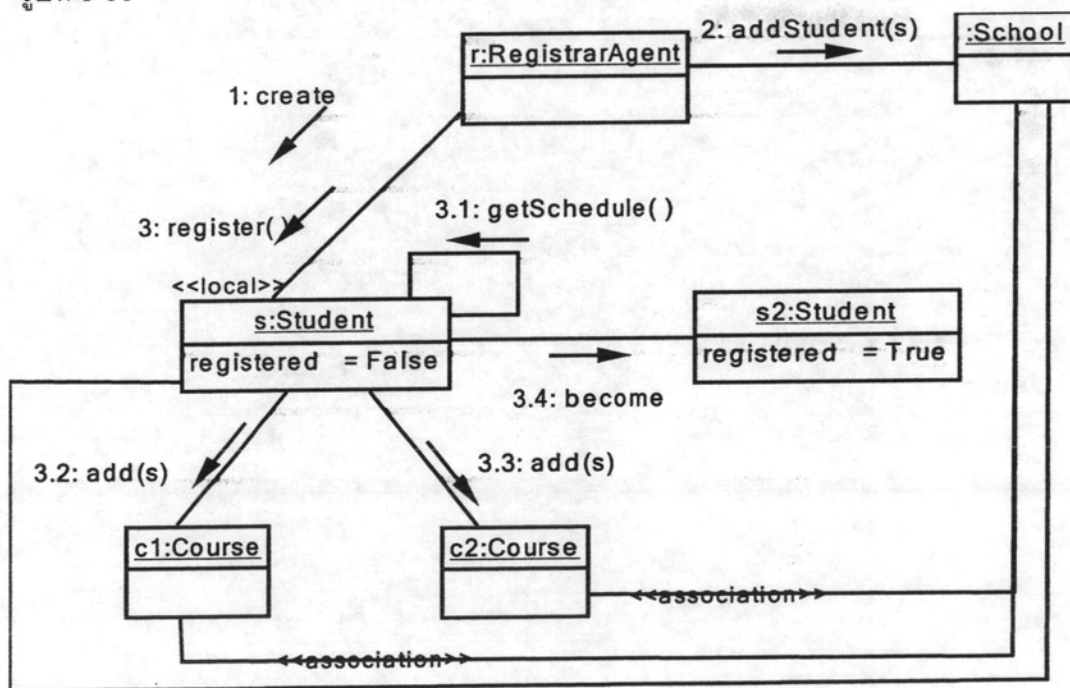 2: addStudent(s)
:School
r:RegistrarAgent
1: create
3.1: getSchedule( )
3: register( )
<<local>>
s:Student
registered = False
s2:Student
registered = True
3.4: become
3.2: add(s)
3.3: add(s)
c1:Course
c2:Course
<<association>>
<<association>>